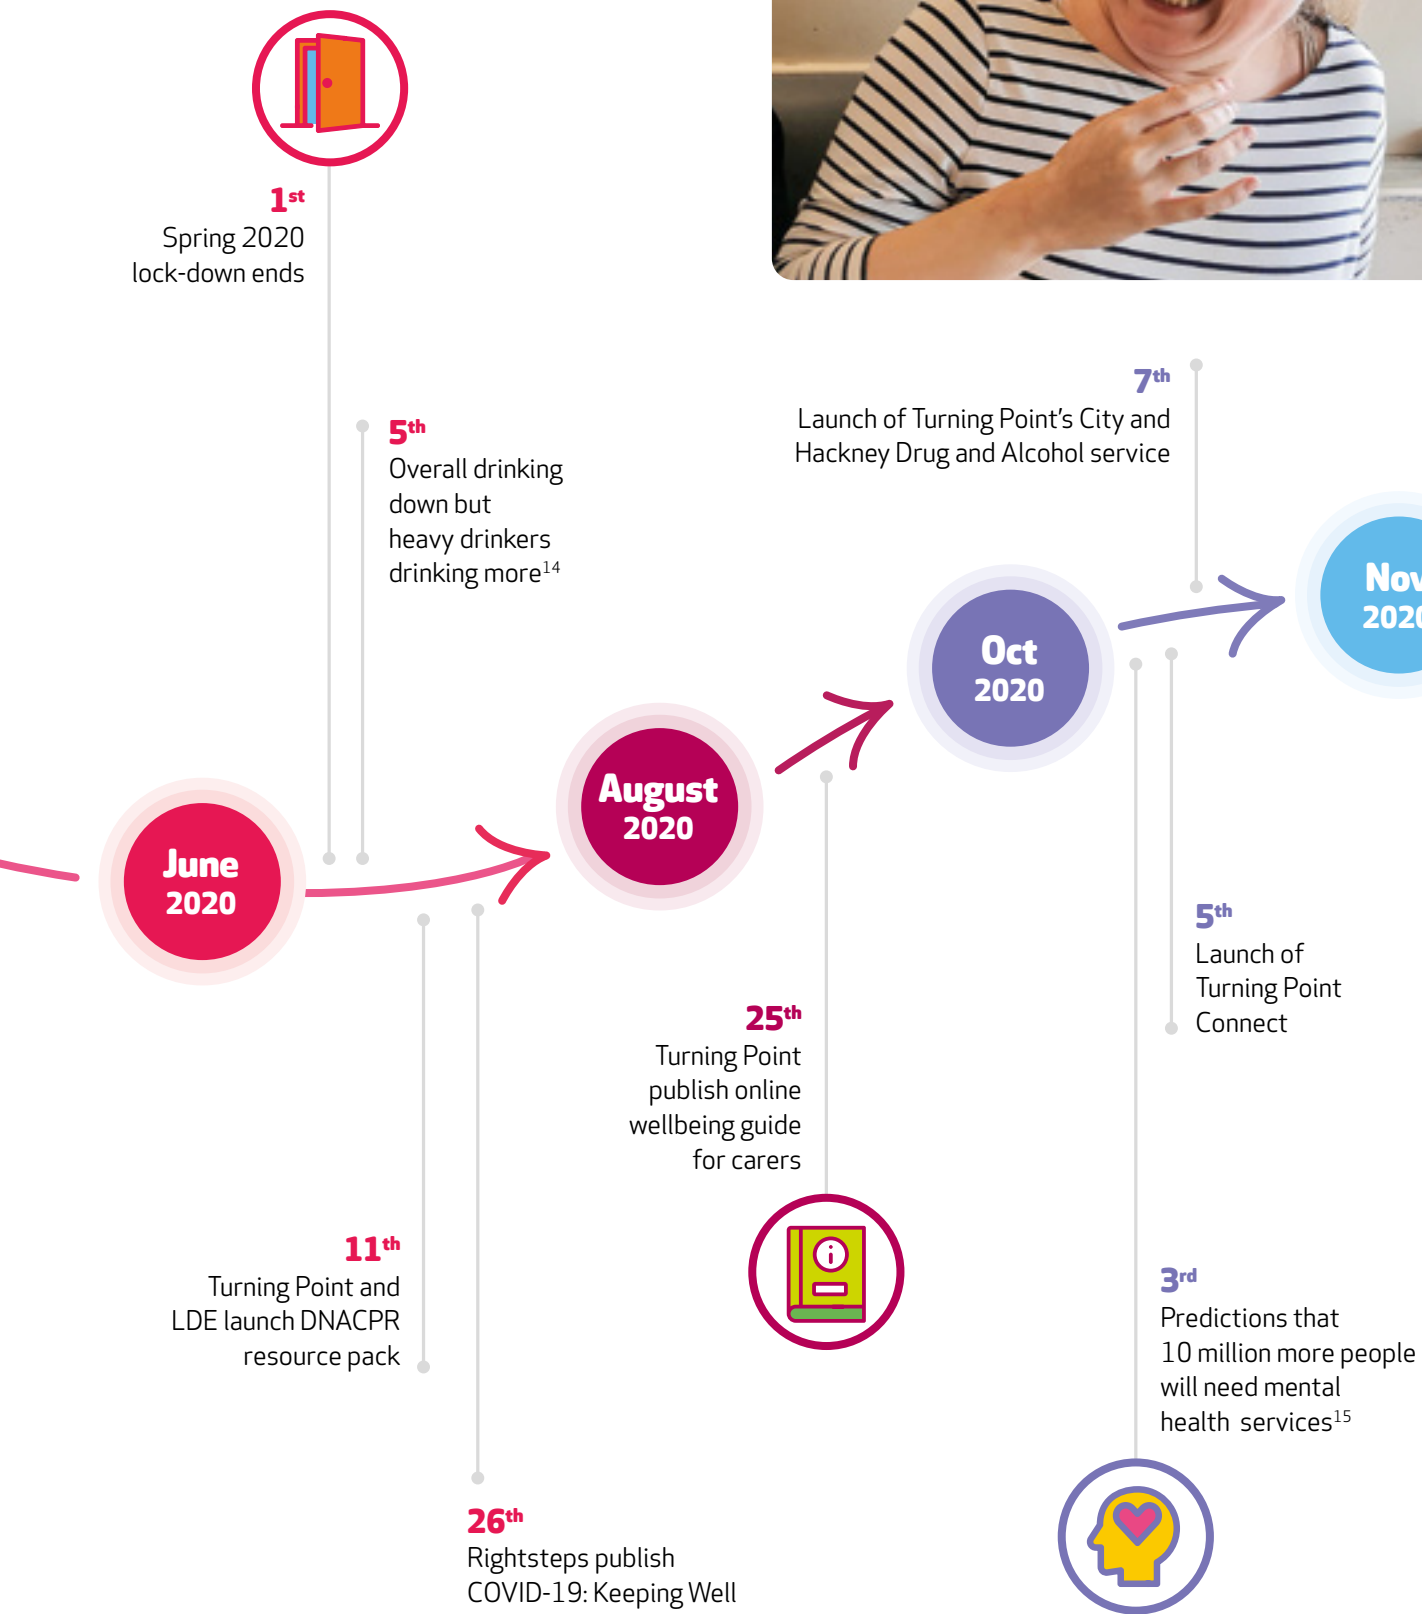 1st
Spring 2020
lock-down ends
5th
Overall drinking
down but
heavy drinkers
drinking more14
June
2020
11th
Turning Point and
LDE launch DNACPR
resource pack
26th
Rightsteps publish
COVID-19: Keeping Well
August
2020
25th
Turning Point
publish online
wellbeing guide
for carers
Oct
2020
3rd
Predictions that
10 million more people
will need mental
health services15
5th
Launch of
Turning Point
Connect
7th
Launch of Turning Point's City and
Hackney Drug and Alcohol service
Nov
2020